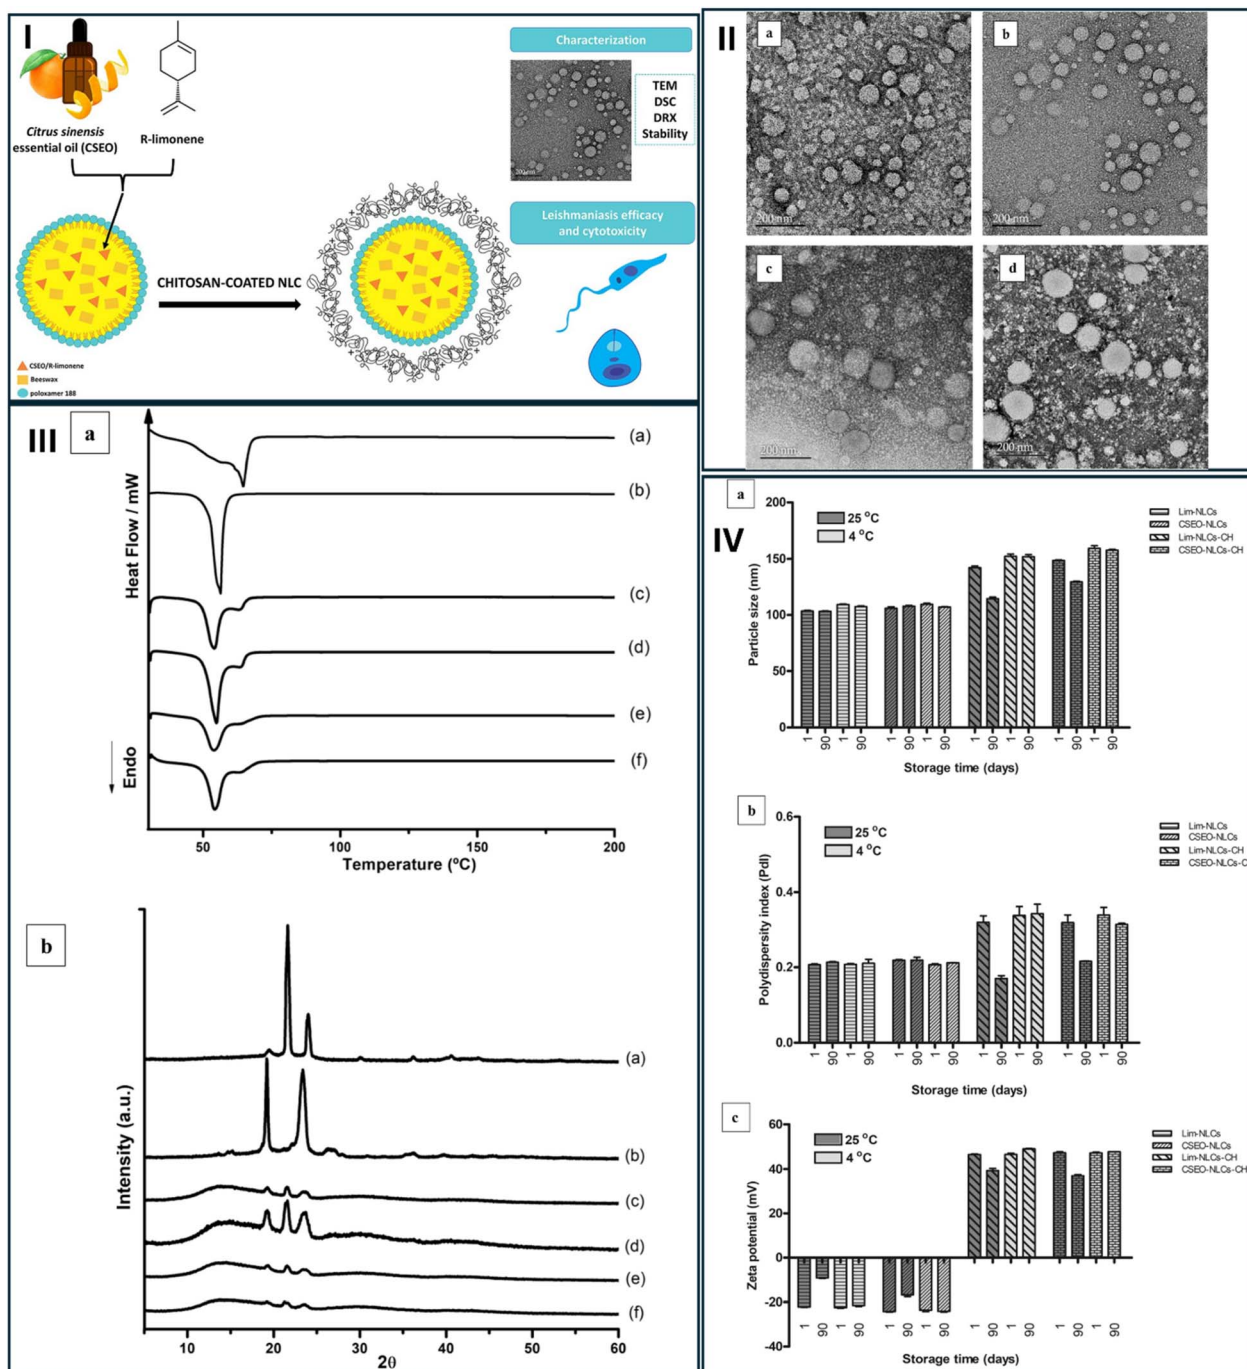 I
Citrus sinensis
essential oil (CSEO)
R-limonene
CHITOSAN-COATED NLC
CSEO/R-limonene
Beeswax
poloxamer 188
Characterization
200 nm
TEM
DSC
DRX
Stability
Leishmaniasis efficacy
and cytotoxicity
II
a
200 nm
b
200 nm
c
200 nm
d
200 nm
III
a
Heat Flow / mW
Endo
(a)
(b)
(c)
(d)
(e)
(f)
50 100 150 200
Temperature (ºC)
b
Intensity (a.u.)
(a)
(b)
(c)
(d)
(e)
(f)
10 20 30 40 50 60
2θ
IV
a
Particle size (nm)
200
150
100
50
0
25 °C
4 °C
Lim-NLCs
CSEO-NLCs
Lim-NLCs-CH
CSEO-NLCs-CH
1 90 1 90 1 90 1 90 1 90 1 90 1 90 1 90
Storage time (days)
b
Polydispersity index (PdI)
0.6
0.4
0.2
0.0
25 °C
4 °C
Lim-NLCs
CSEO-NLCs
Lim-NLCs-CH
CSEO-NLCs-C
1 90 1 90 1 90 1 90 1 90 1 90 1 90 1 90
Storage time (days)
c
Zeta potential (mV)
60
40
20
0
-20
-40
25 °C
4 °C
Lim-NLCs
CSEO-NLCs
Lim-NLCs-CH
CSEO-NLCs-CH
1 90 1 90 1 90 1 90 1 90 1 90 1 90 1 90
Storage time (days)